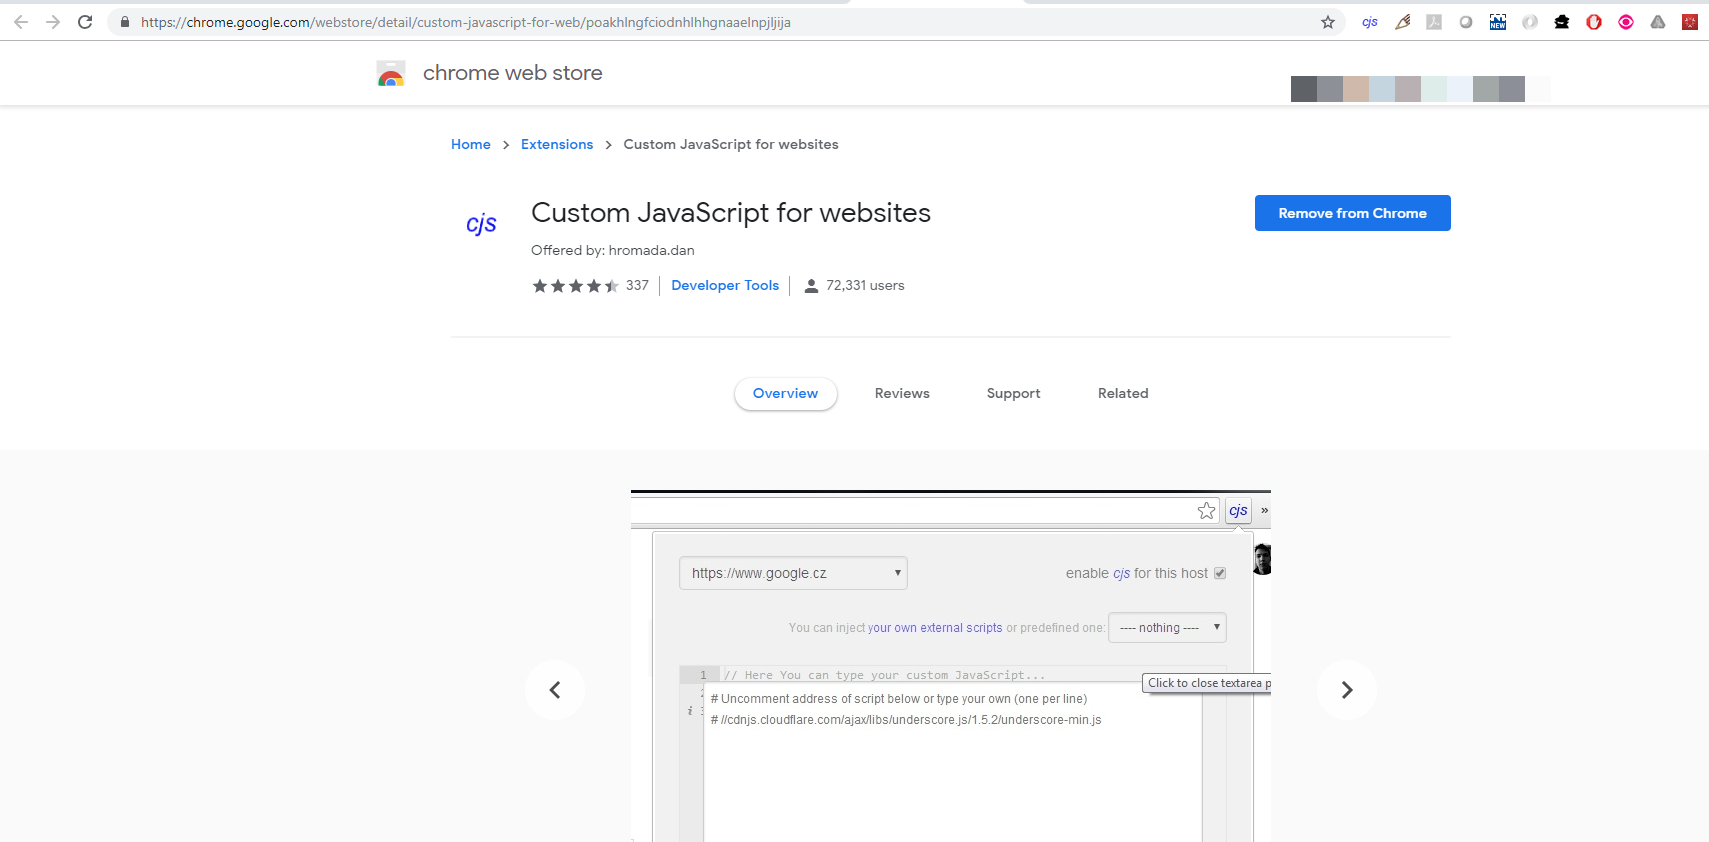 https://chrome.google.com/webstore/detail/custom-javascript-for-web/poakhlngfciodnhlhhgnaaelnpjljija
cjs
NEW
chrome web store
Home > Extensions > Custom JavaScript for websites
cjs
Custom JavaScript for websites
Remove from Chrome
Offered by: hromada.dan
337
Developer Tools
72,331 users
Overview
Reviews
Support
Related
cjs »
https://www.google.cz
enable cjs for this host
You can inject your own external scripts or predefined one:
---- nothing ----
1 // Here You can type your custom JavaScript...
Click to close textarea p
# Uncomment address of script below or type your own (one per line)
i
# //cdnjs.cloudflare.com/ajax/libs/underscore.js/1.5.2/underscore-min.js